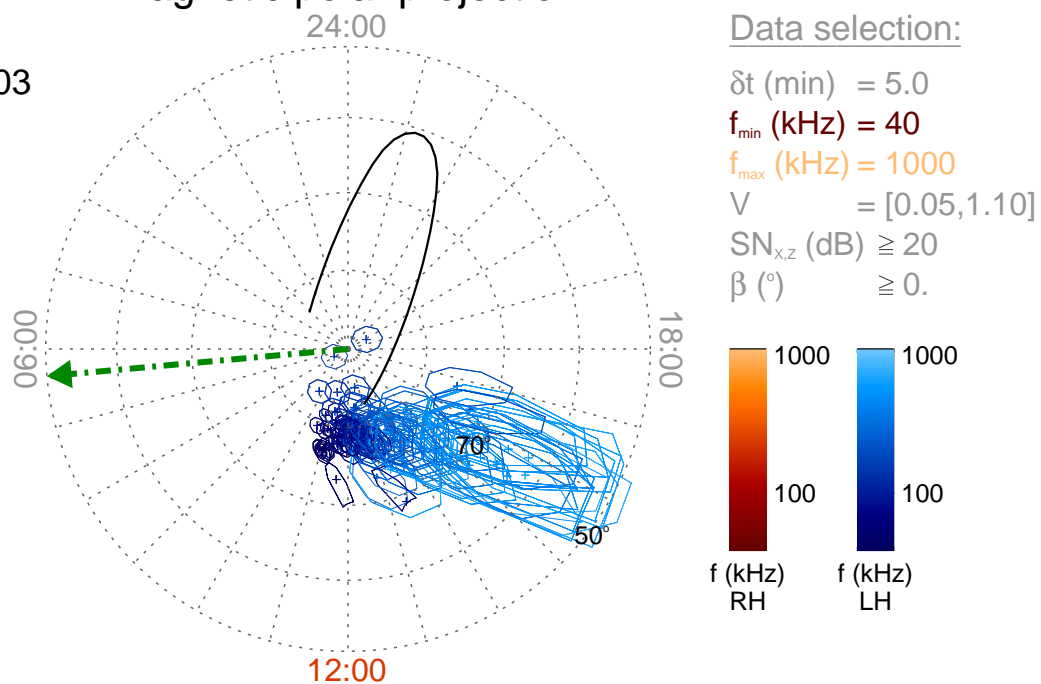 24:00
03
06:00
18:00
70°
50°
12:00
Data selection:
δt (min) = 5.0
fmin (kHz) = 40
fmax (kHz) = 1000
V = [0.05,1.10]
SNx,z (dB) ≧ 20
β (°) ≧ 0.
1000
1000
100
100
f (kHz)
f (kHz)
RH
LH